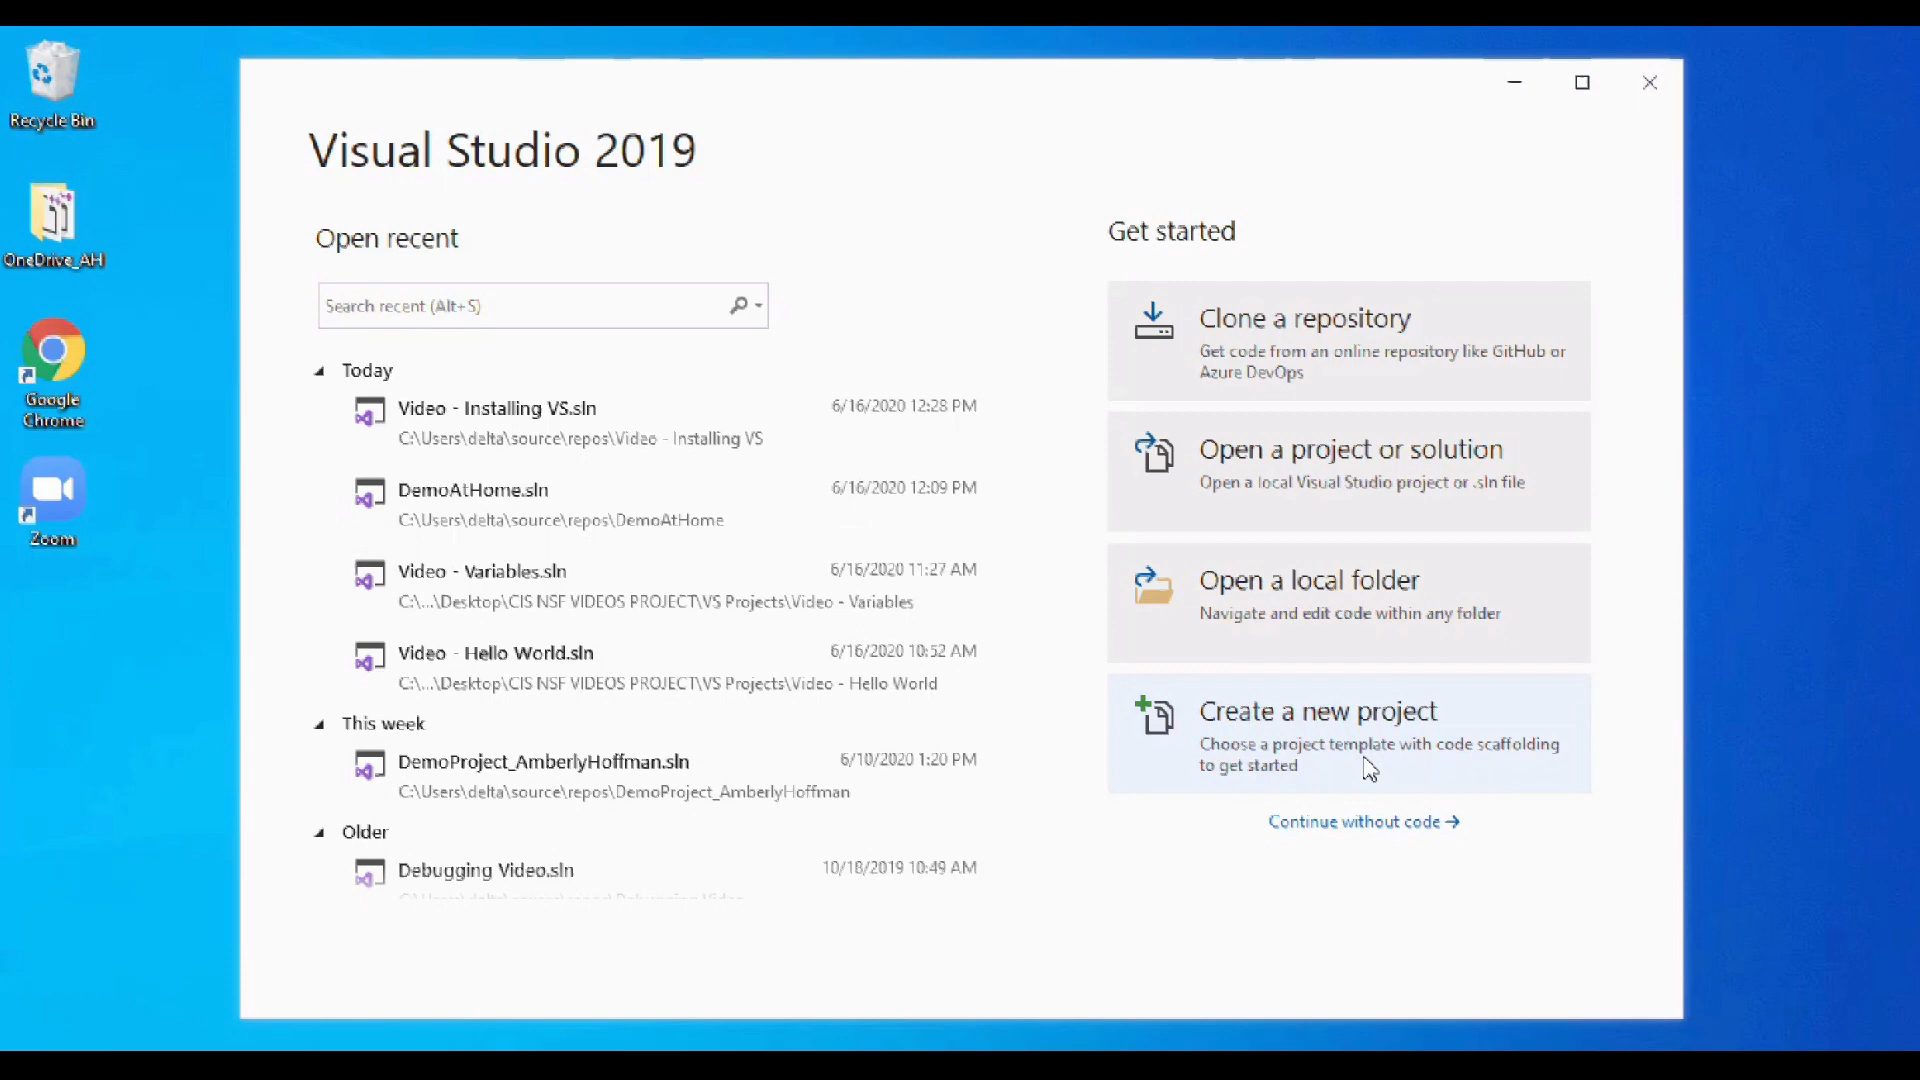 Recycle Bin
OneDrive_AH
Google
Chrome
Zoom
Visual Studio 2019
Open recent
Search recent (Alt+S)
Today
Video - Installing VS.sln
6/16/2020 12:28 PM
C:\Users\delta\source\repos\Video - Installing VS
DemoAtHome.sln
6/16/2020 12:09 PM
C:\Users\delta\source\repos\DemoAtHome
Video - Variables.sln
6/16/2020 11:27 AM
C:\...\Desktop\CIS NSF VIDEOS PROJECT\VS Projects\Video - Variables
Video - Hello World.sln
6/16/2020 10:52 AM
C:\...\Desktop\CIS NSF VIDEOS PROJECT\VS Projects\Video - Hello World
This week
DemoProject_AmberlyHoffman.sln
6/10/2020 1:20 PM
C:\Users\delta\source\repos\DemoProject_AmberlyHoffman
Older
Debugging Video.sln
10/18/2019 10:49 AM
Get started
Clone a repository
Get code from an online repository like GitHub or
Azure DevOps
Open a project or solution
Open a local Visual Studio project or .sln file
Open a local folder
Navigate and edit code within any folder
Create a new project
Choose a project template with code scaffolding
to get started
Continue without code →